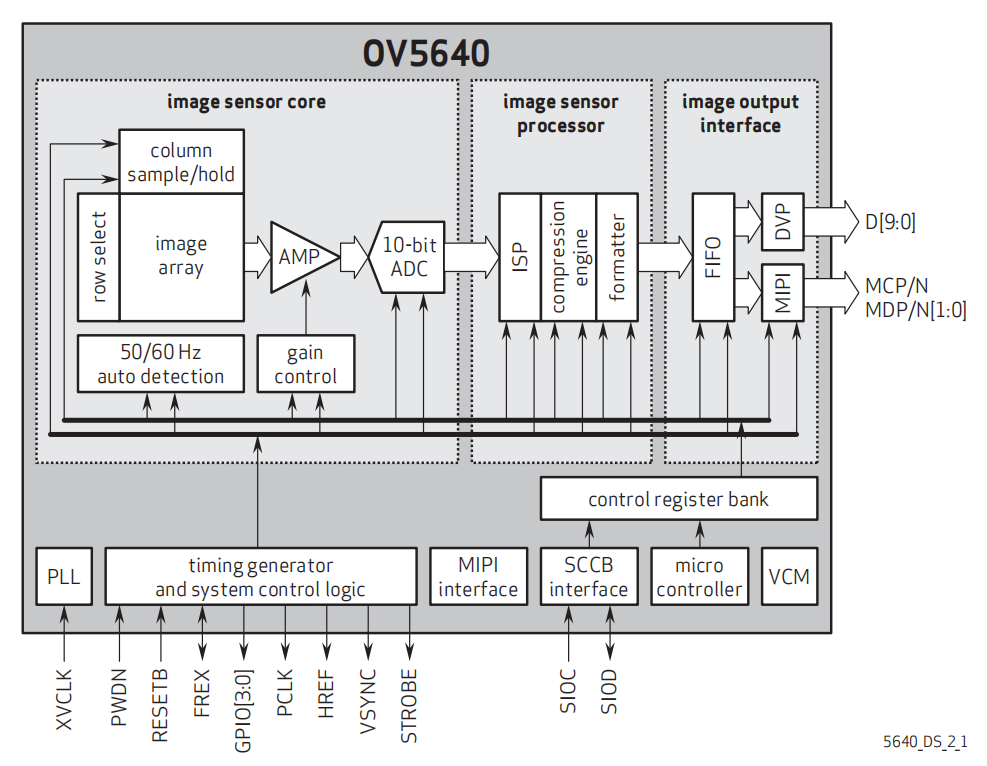 OV5640
image sensor core
image sensor
processor
image output
interface
column
sample/hold
row select
image
array
AMP
10-bit
ADC
ISP
compression
engine
formatter
FIFO
DVP
MIPI
D[9:0]
MCP/N
MDP/N[1:0]
50/60 Hz
auto detection
gain
control
control register bank
PLL
timing generator
and system control logic
MIPI
interface
SCCB
interface
micro
controller
VCM
XVCLK
PWDN
RESETB
FREX
GPIO[3:0]
PCLK
HREF
VSYNC
STROBE
SIOC
SIOD
5640_DS_2_1